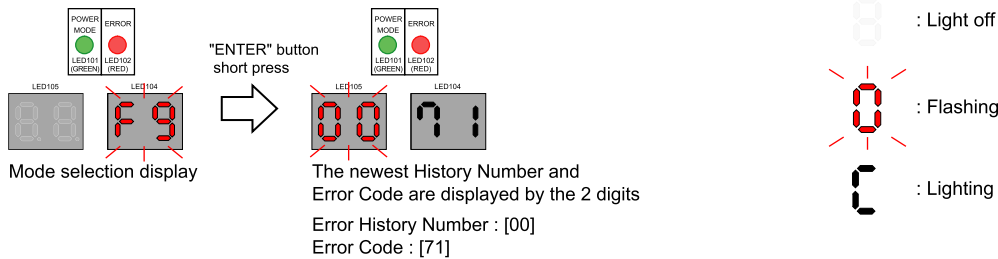 POWER MODE
ERROR
LED101 (GREEN)
LED102 (RED)
LED105
LED104
F9
"ENTER" button
short press
POWER MODE
ERROR
LED101 (GREEN)
LED102 (RED)
LED105
LED104
00
71
Mode selection display
The newest History Number and
Error Code are displayed by the 2 digits
Error History Number : [00]
Error Code : [71]
: Light off
0
: Flashing
C
: Lighting